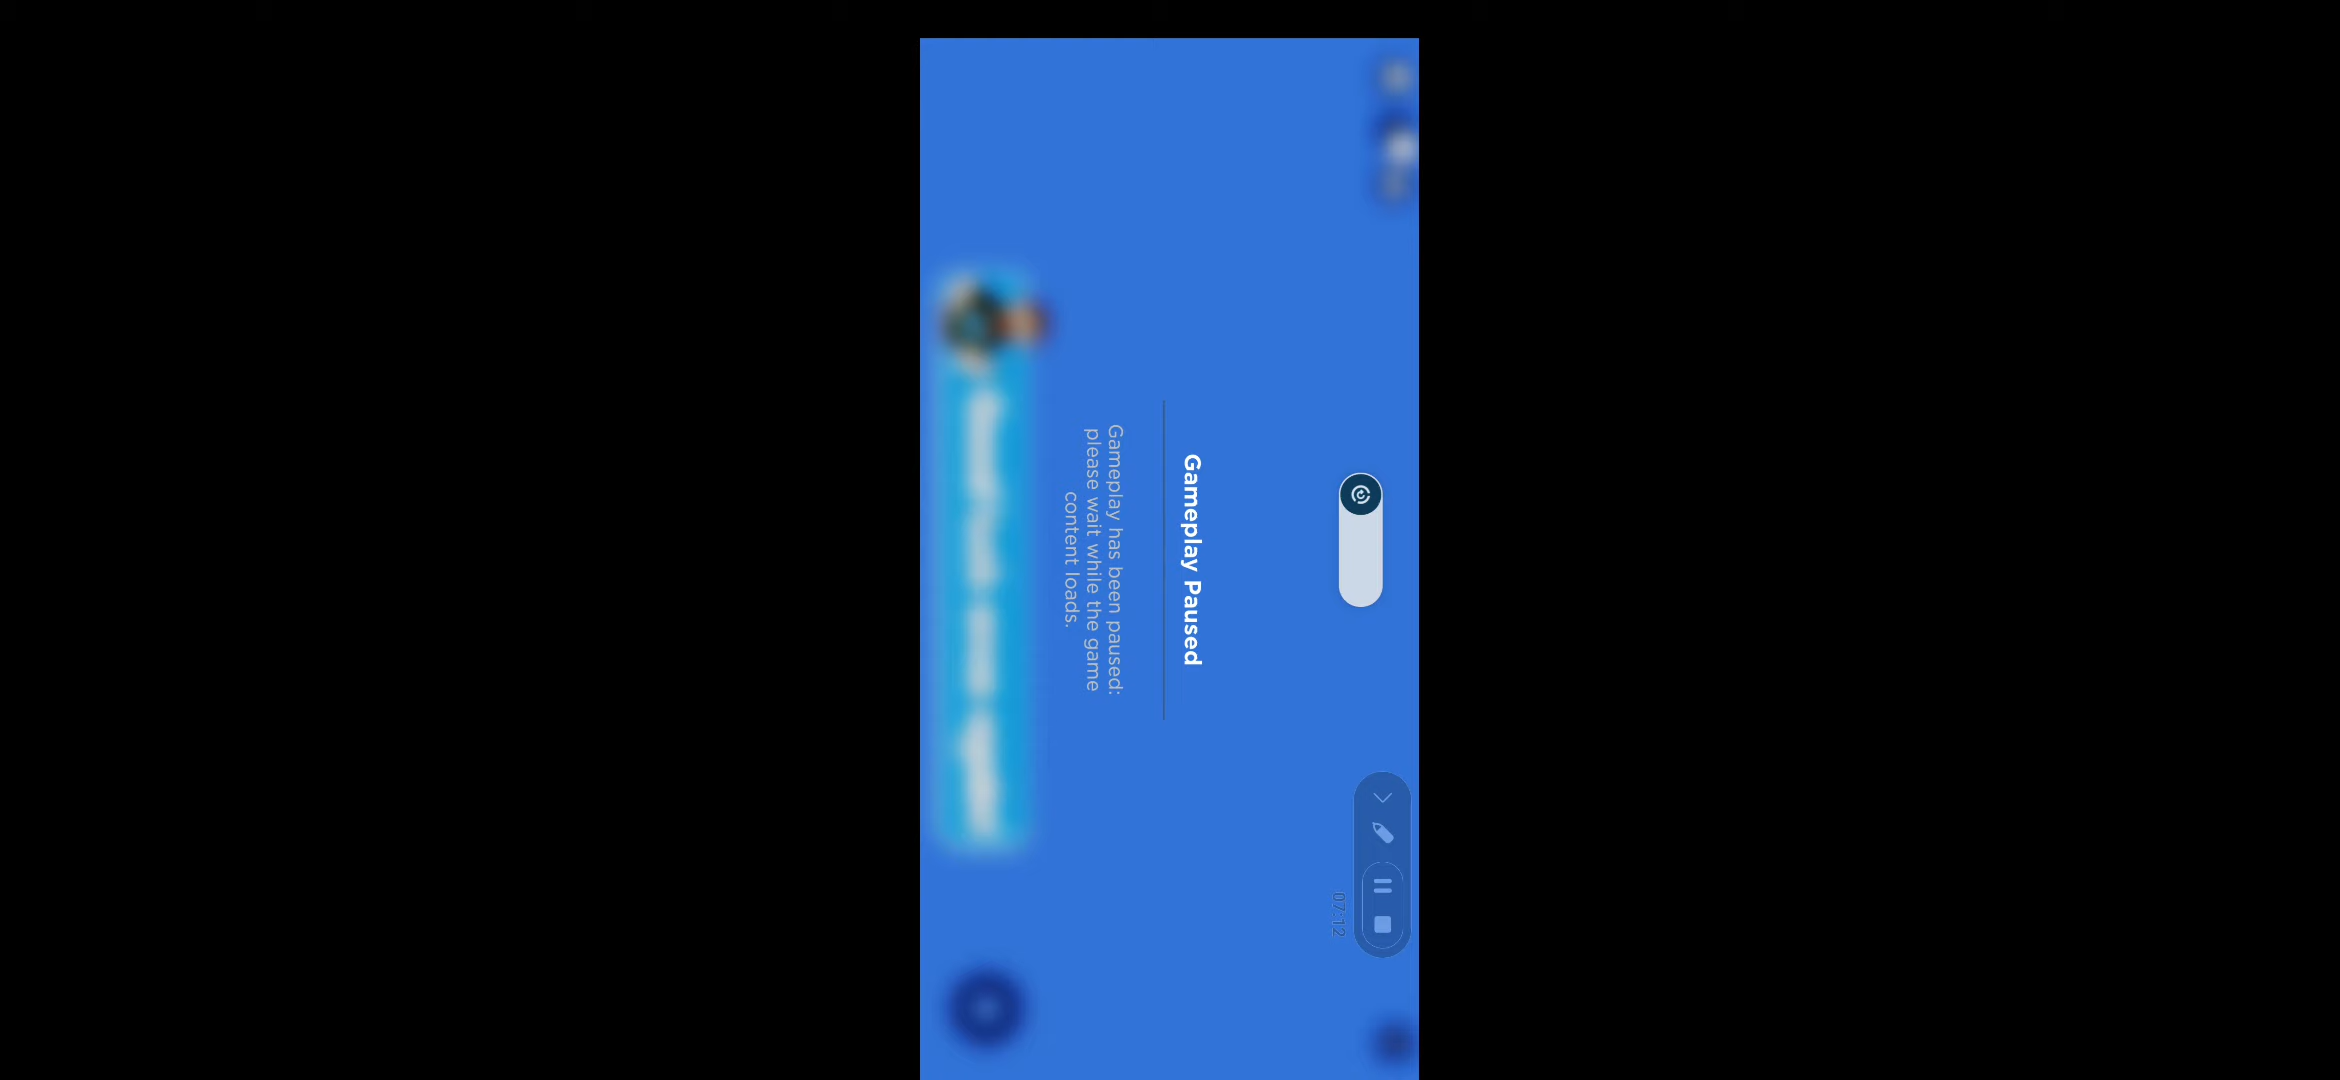 Gameplay Paused
Gameplay has been paused:
please wait while the game
content loads.
07:12